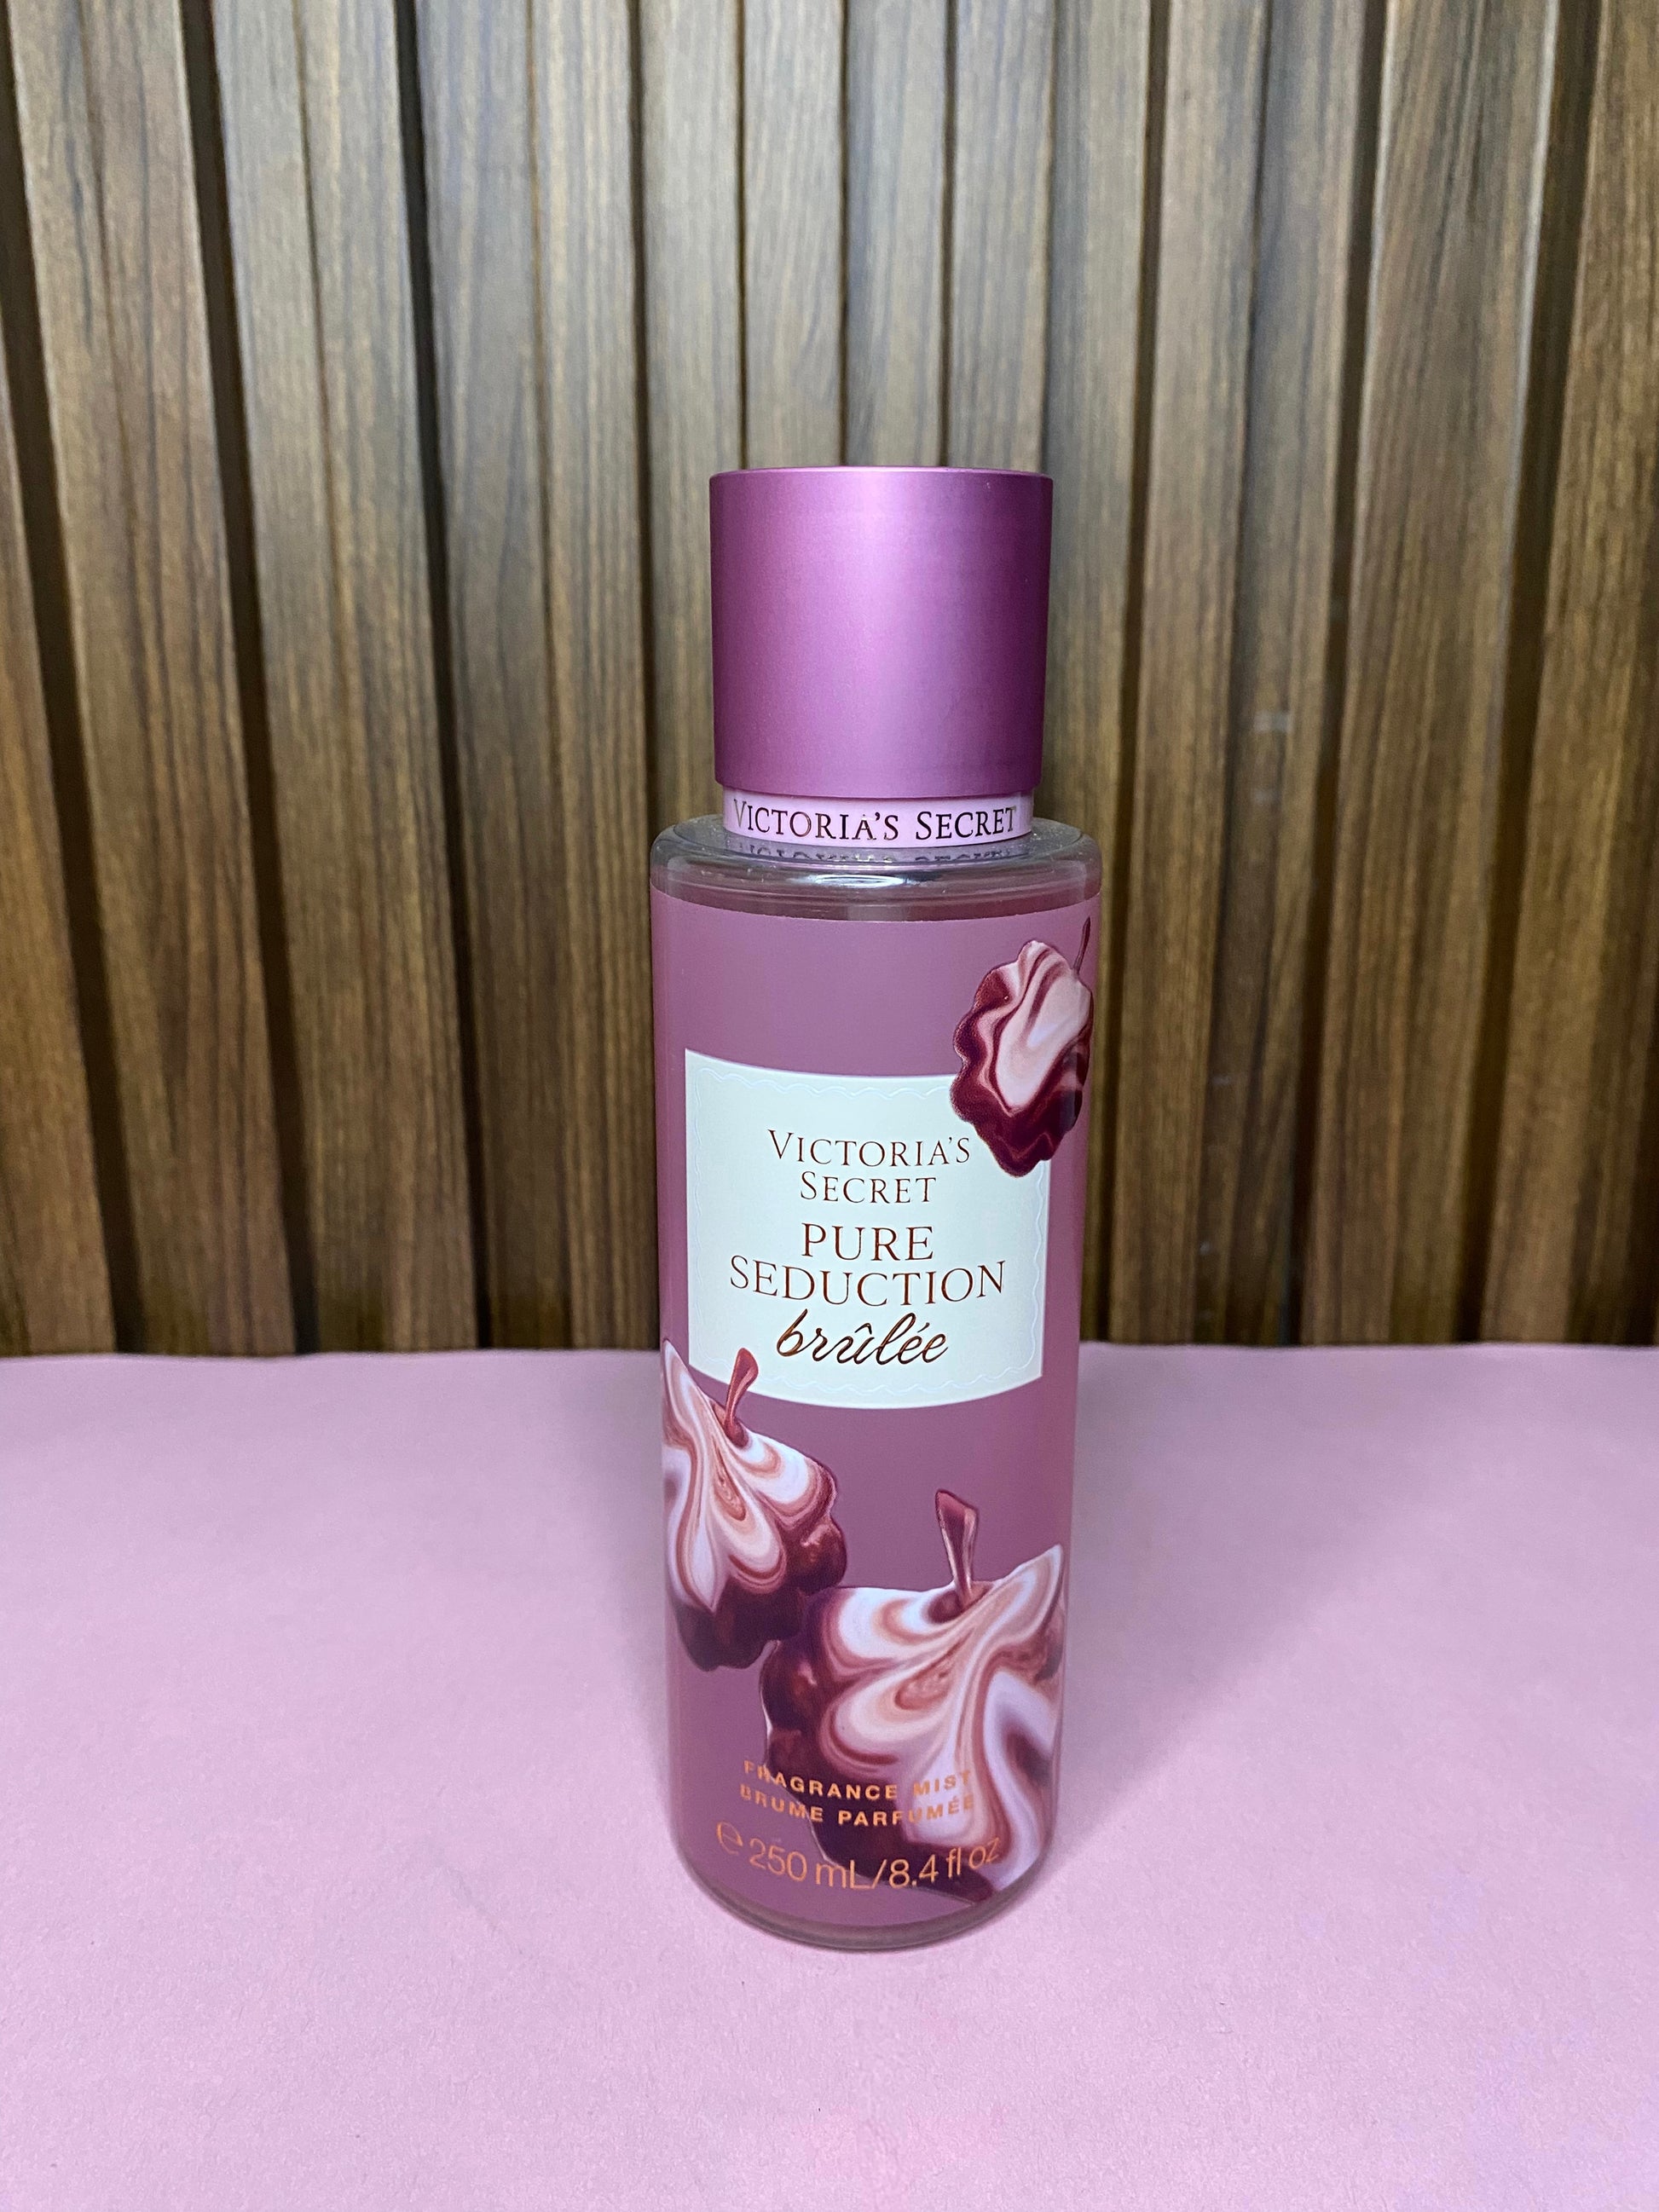 VICTORIA'S SECRET
VICTORIA'S
SECRET
PURE
SEDUCTION
brûlée
FRAGRANCE MIST
BRUME PARFUMÉE
℮ 250 mL/8.4 fl oz